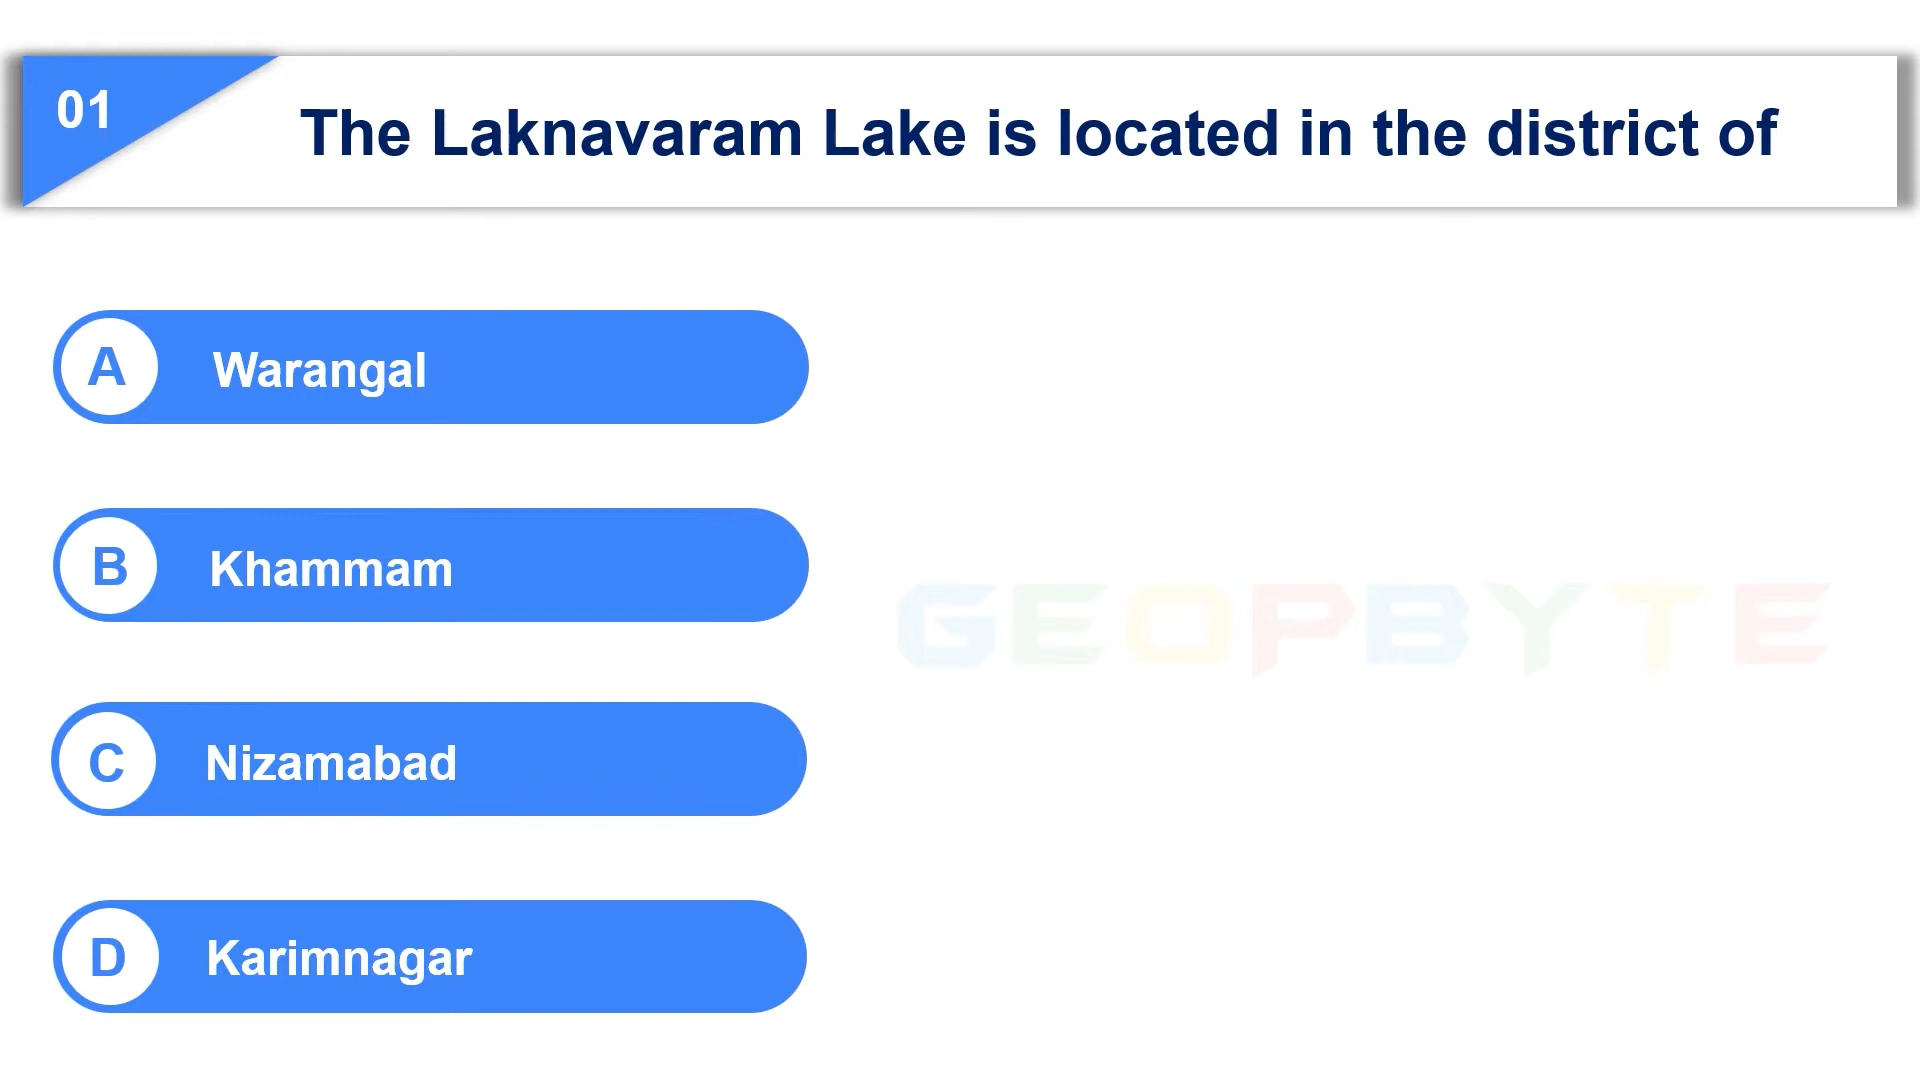 01
The Laknavaram Lake is located in the district of
A
Warangal
B
Khammam
GEOPBYTE
C
Nizamabad
D
Karimnagar